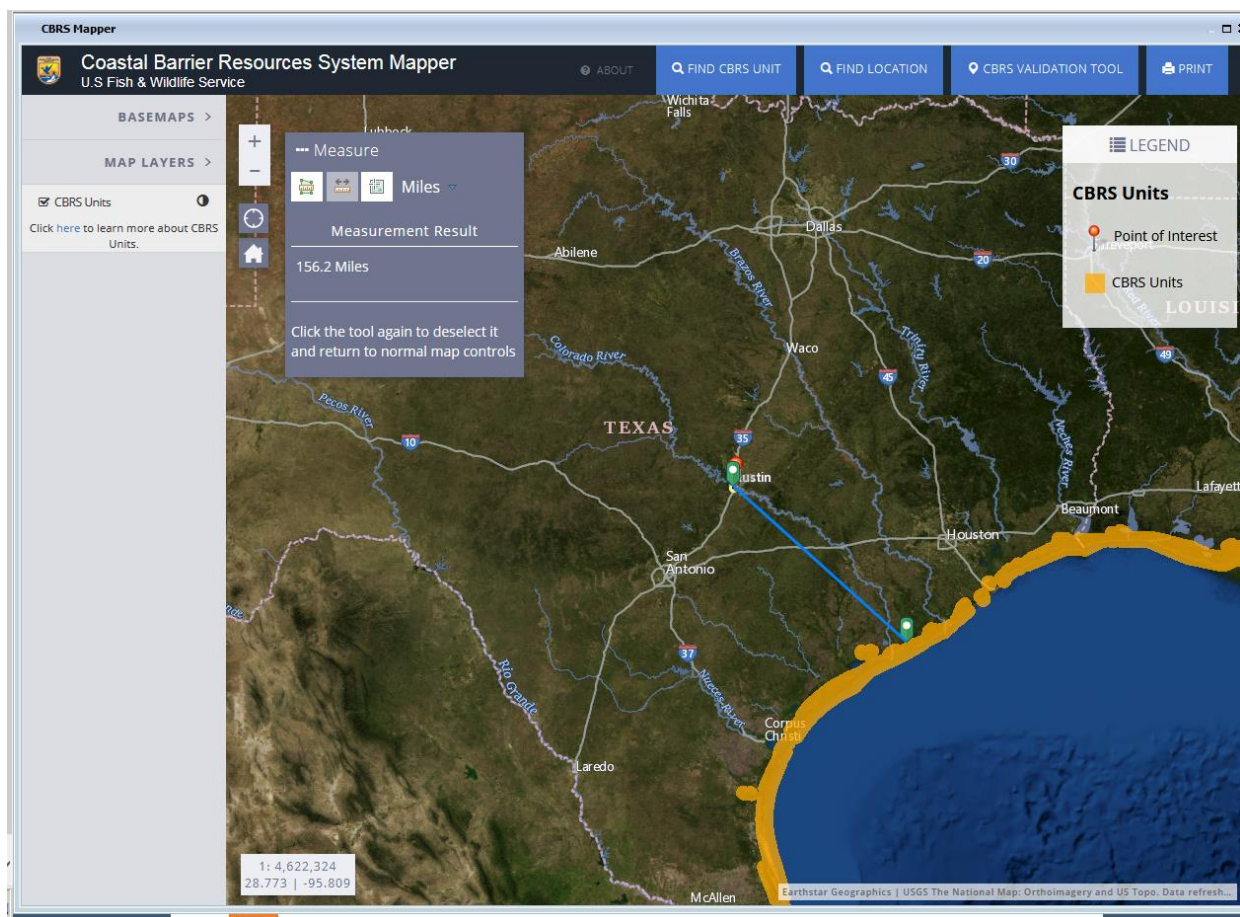 CBRS Mapper
Coastal Barrier Resources System Mapper
U.S Fish & Wildlife Service
ABOUT
FIND CBRS UNIT
FIND LOCATION
CBRS VALIDATION TOOL
PRINT
BASEMAPS >
MAP LAYERS >
CBRS Units
Click here to learn more about CBRS
Units.
+
−
Measure
Miles
Measurement Result
156.2 Miles
Click the tool again to deselect it
and return to normal map controls
LEGEND
CBRS Units
Point of Interest
CBRS Units
Wichita
Falls
Lubbock
30
Dallas
Abilene
20
Brazos River
LOUISI
Colorado River
Waco
Trinity River
49
45
Pecos River
TEXAS
35
10
Neches River
Austin
Lafayett
Beaumont
Houston
San
Antonio
Rio Grande
37
Nueces River
Corpus
Christi
Laredo
McAllen
1: 4,622,324
28.773 | -95.809
Earthstar Geographics | USGS The National Map: Orthoimagery and US Topo. Data refresh...